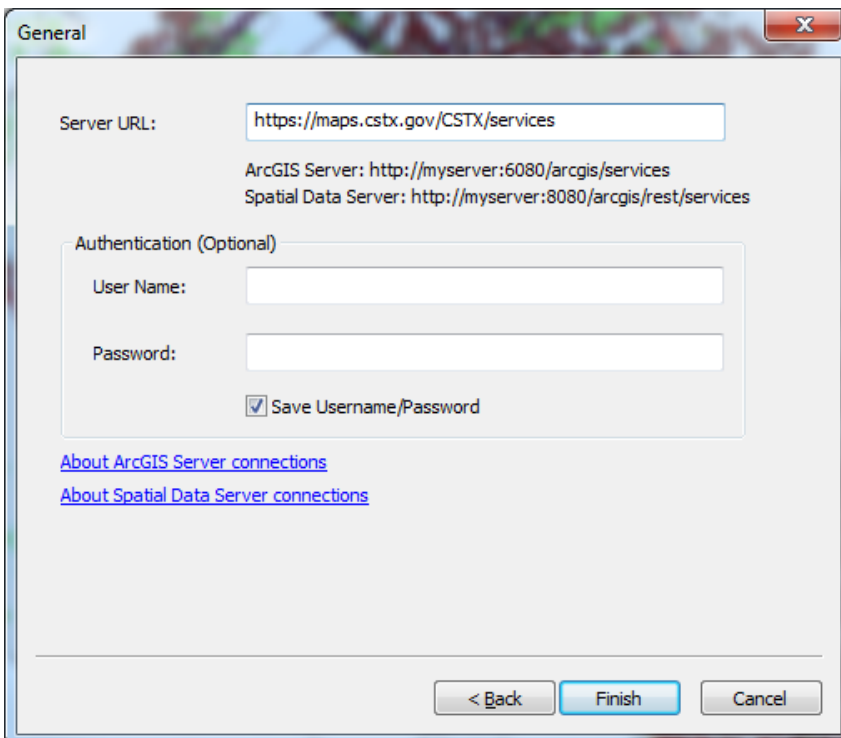 General
Server URL: https://maps.cstx.gov/CSTX/services
ArcGIS Server: http://myserver:6080/arcgis/services
Spatial Data Server: http://myserver:8080/arcgis/rest/services
Authentication (Optional)
User Name:
Password:
Save Username/Password
About ArcGIS Server connections
About Spatial Data Server connections
< Back Finish Cancel